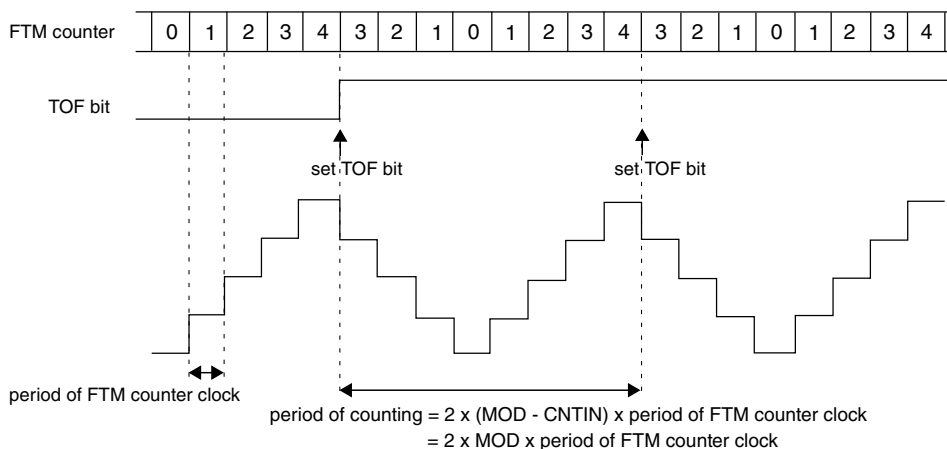 FTM counter 0 1 2 3 4 3 2 1 0 1 2 3 4 3 2 1 0 1 2 3 4
TOF bit
set TOF bit set TOF bit
period of FTM counter clock
period of counting = 2 x (MOD - CNTIN) x period of FTM counter clock
= 2 x MOD x period of FTM counter clock